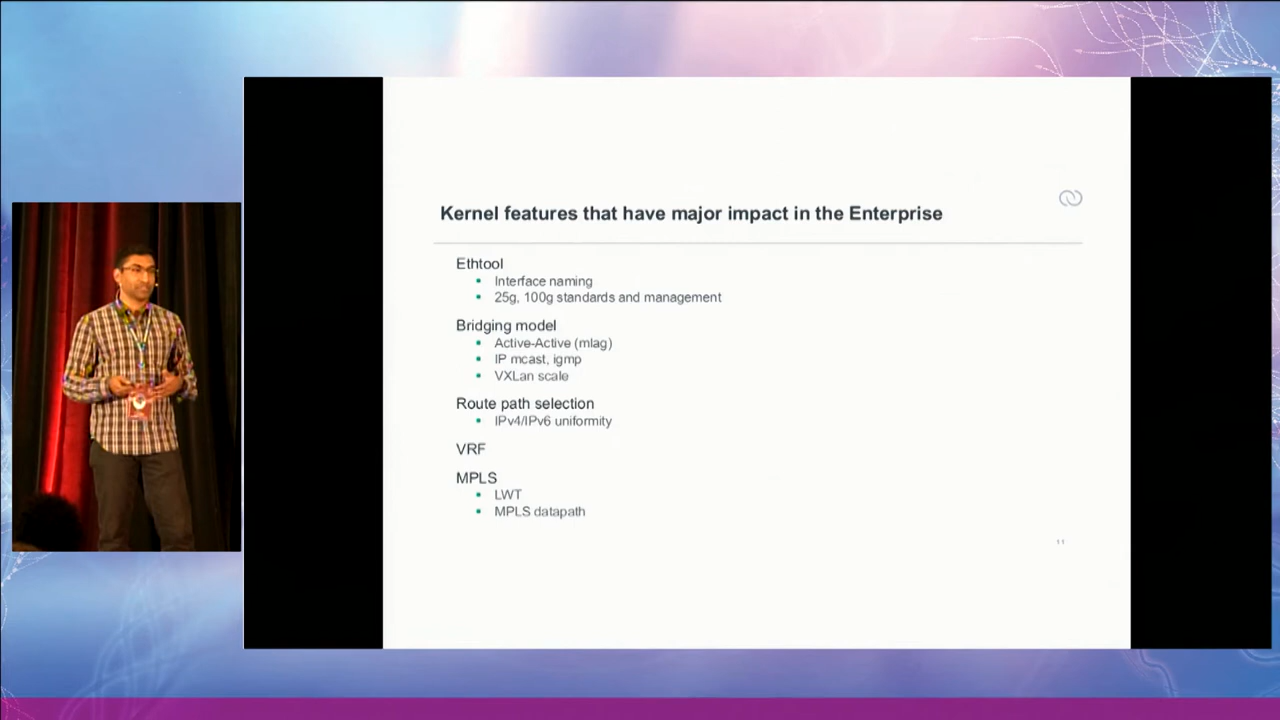 Kernel features that have major impact in the Enterprise
Ethtool
Interface naming
25g, 100g standards and management
Bridging model
Active-Active (mlag)
IP mcast, igmp
VXLan scale
Route path selection
IPv4/IPv6 uniformity
VRF
MPLS
LWT
MPLS datapath
11